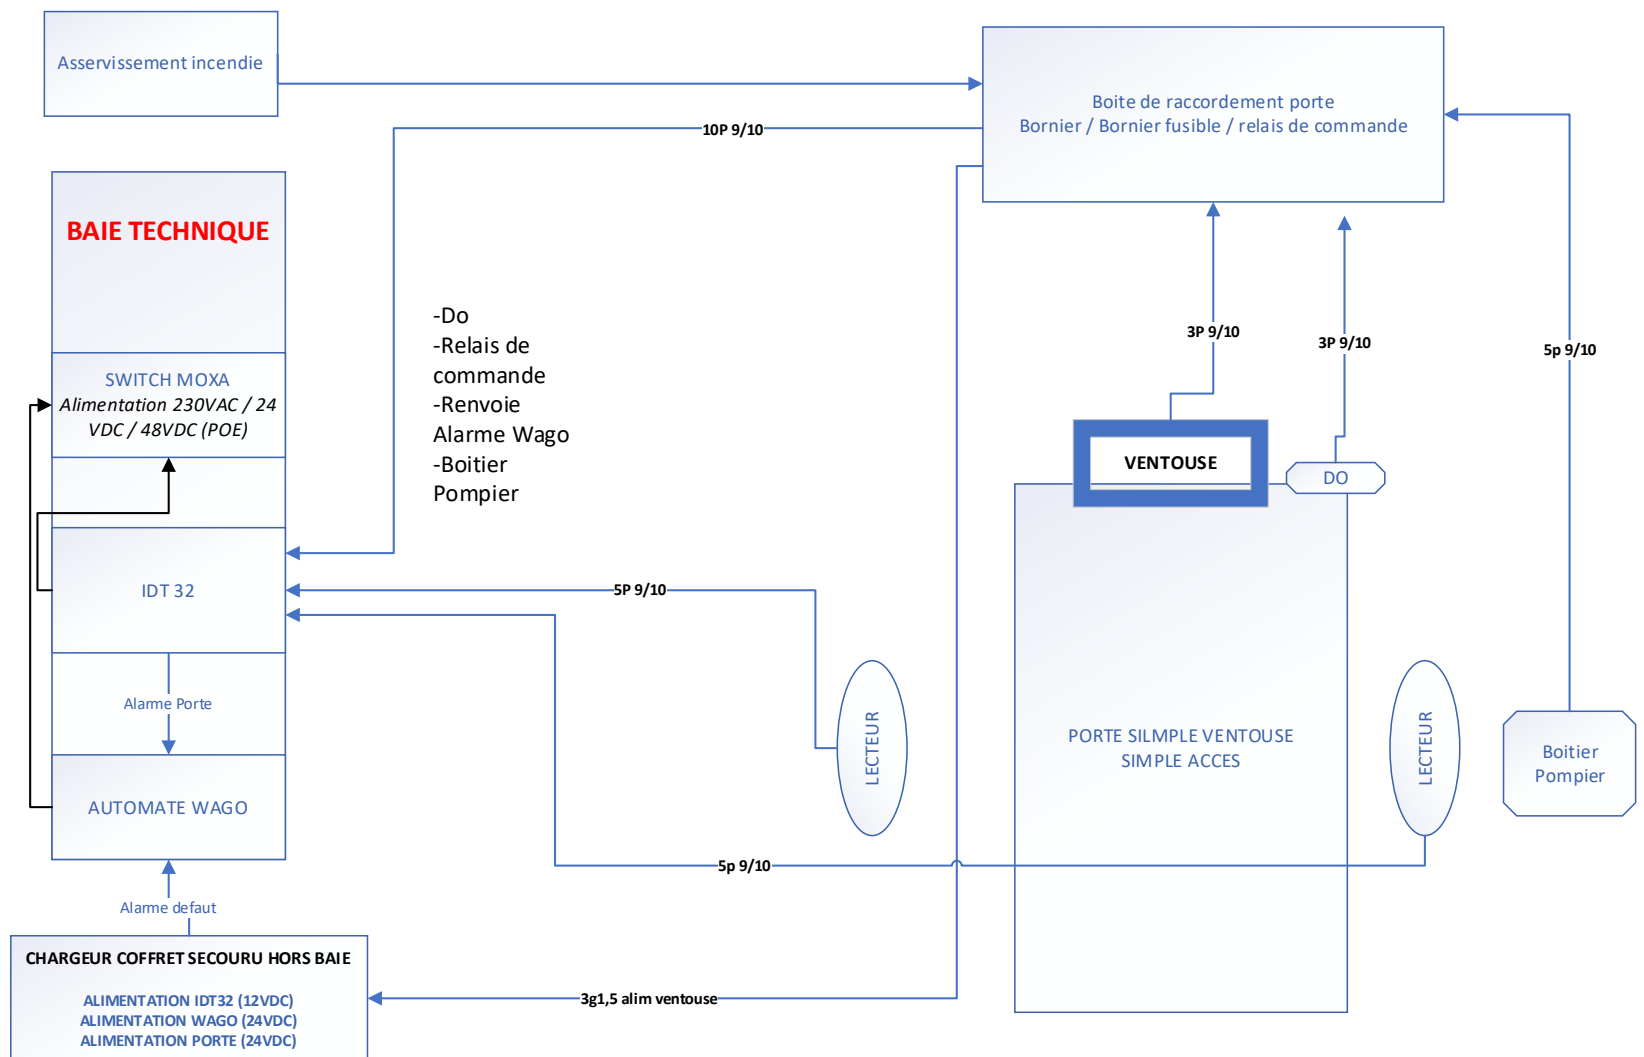 Asservissement incendie
Boite de raccordement porte
Bornier / Bornier fusible / relais de commande
10P 9/10
BAIE TECHNIQUE
-Do
-Relais de
commande
-Renvoie
Alarme Wago
-Boitier
Pompier
3P 9/10
3P 9/10
5p 9/10
SWITCH MOXA
Alimentation 230VAC / 24
VDC / 48VDC (POE)
VENTOUSE
DO
IDT 32
5P 9/10
Alarme Porte
LECTEUR
PORTE SILMPLE VENTOUSE
SIMPLE ACCES
LECTEUR
Boitier
Pompier
AUTOMATE WAGO
5p 9/10
Alarme defaut
CHARGEUR COFFRET SECOURU HORS BAIE
ALIMENTATION IDT32 (12VDC)
ALIMENTATION WAGO (24VDC)
ALIMENTATION PORTE (24VDC)
3g1,5 alim ventouse